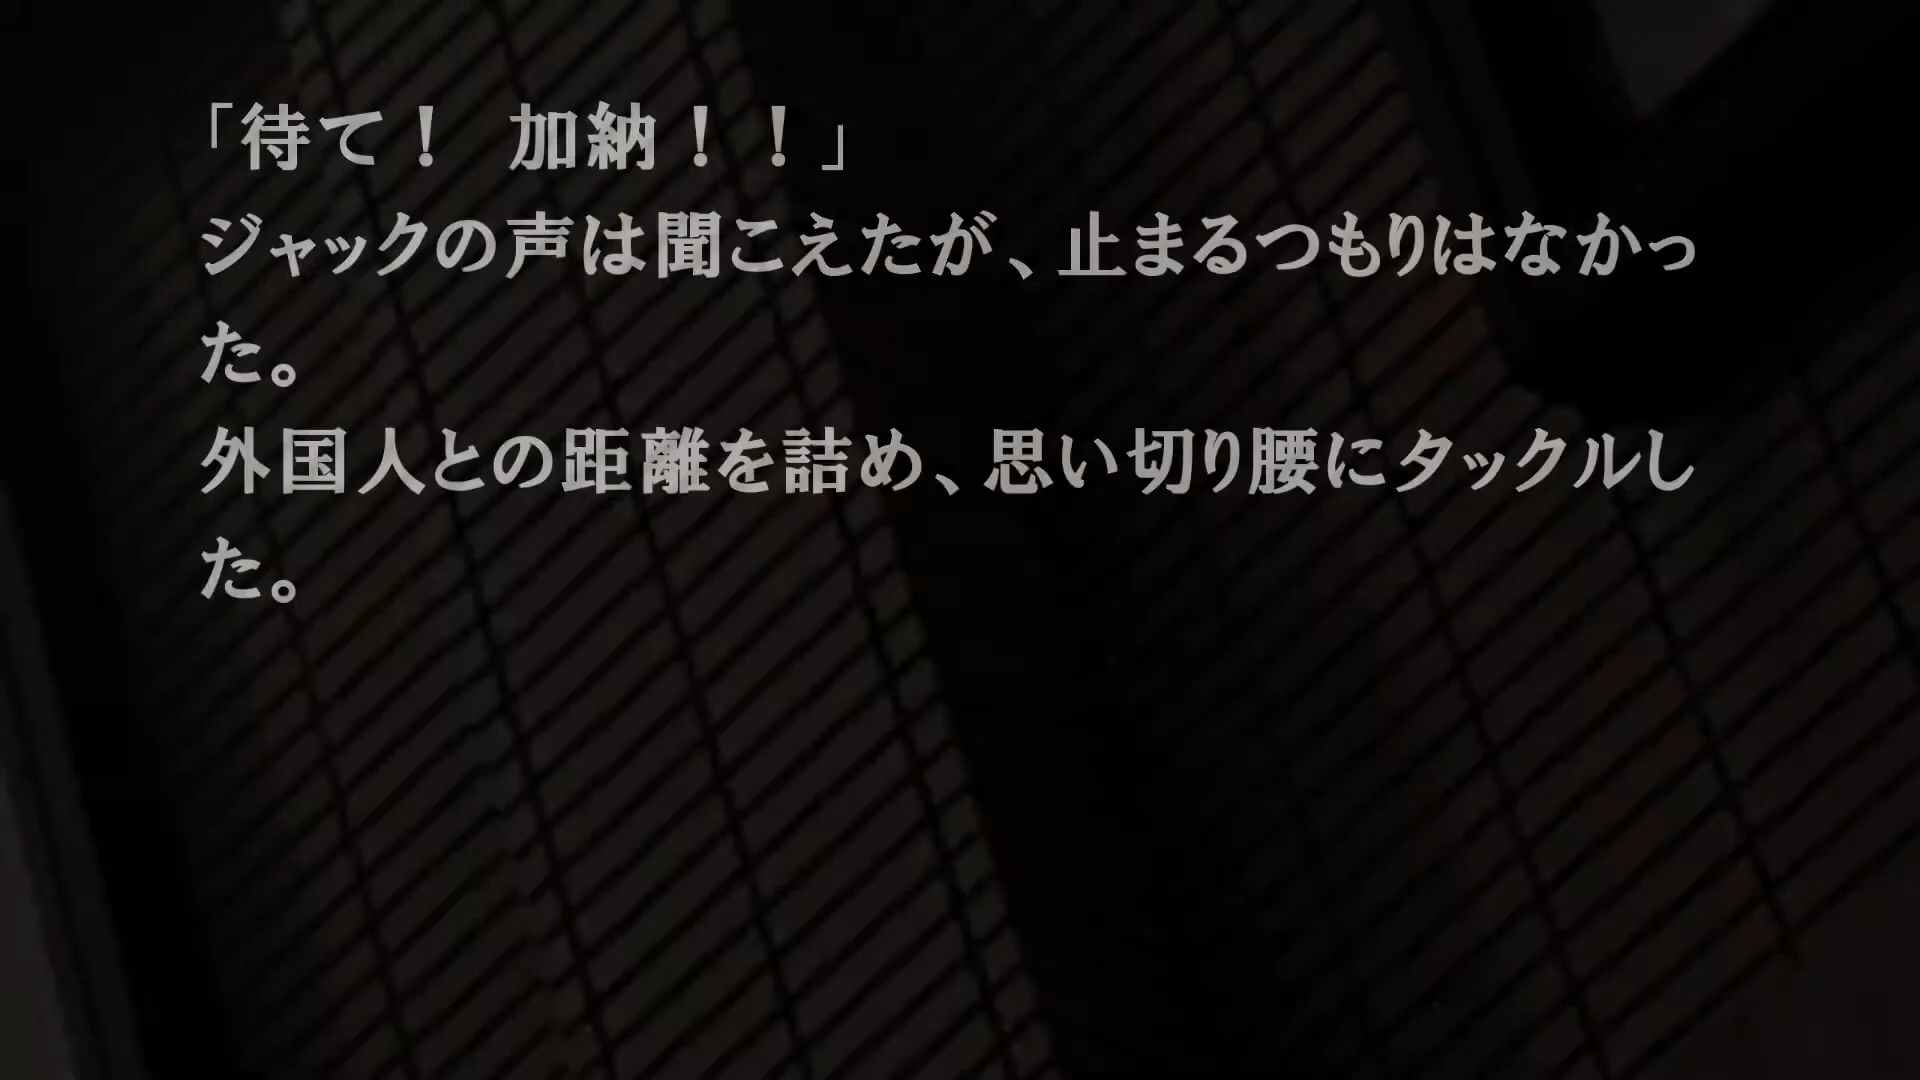 「待て！　加納！！」
ジャックの声は聞こえたが、止まるつもりはなかっ
た。
外国人との距離を詰め、思い切り腰にタックルし
た。